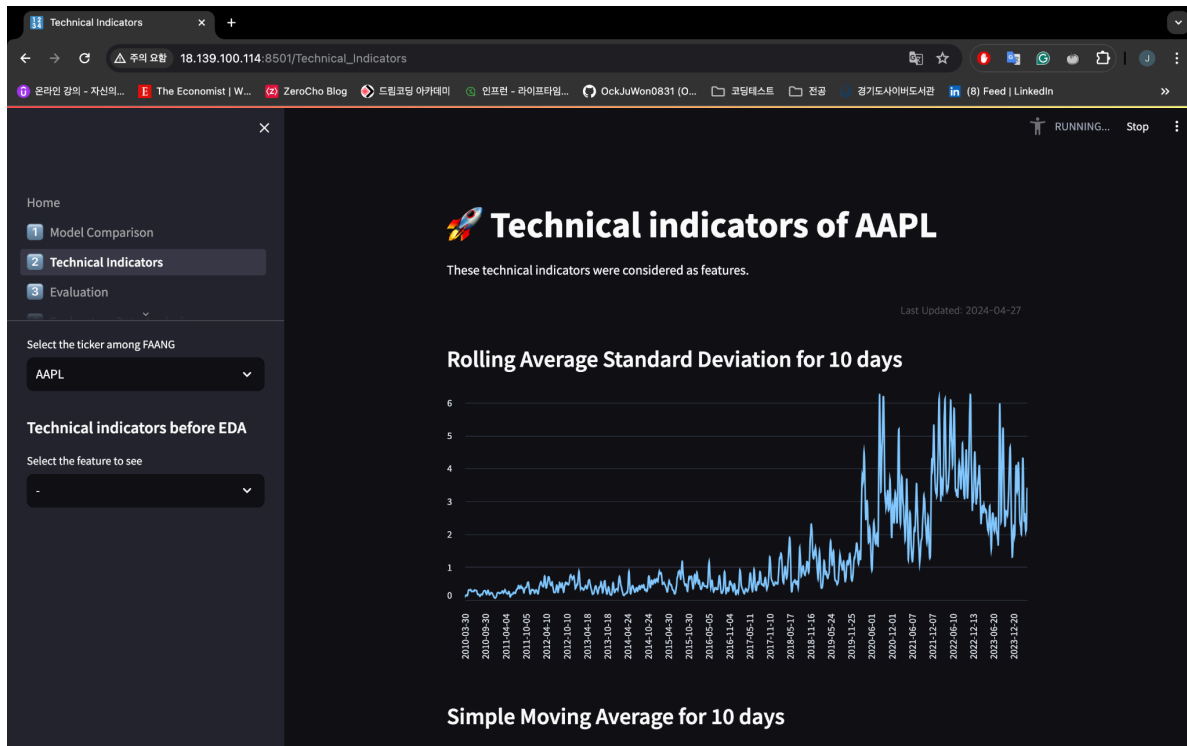 Technical Indicators
주의 요함 18.139.100.114:8501/Technical_Indicators
온라인 강의 - 자신의... The Economist | W... ZeroCho Blog 드림코딩 아카데미 인프런 - 라이프타임... OckJuWon0831 (O... 코딩테스트 전공 경기도사이버도서관 (8) Feed | LinkedIn
RUNNING... Stop
Home
1 Model Comparison
2 Technical Indicators
3 Evaluation
Select the ticker among FAANG
AAPL
Technical indicators before EDA
Select the feature to see
-
Technical indicators of AAPL
These technical indicators were considered as features.
Last Updated: 2024-04-27
Rolling Average Standard Deviation for 10 days
6
5
4
3
2
1
0
2010-03-30
2010-09-30
2011-04-04
2011-10-05
2012-04-10
2012-10-10
2013-04-18
2013-10-18
2014-04-24
2014-10-24
2015-04-30
2015-10-30
2016-05-05
2016-11-04
2017-05-11
2017-11-10
2018-05-17
2018-11-16
2019-05-24
2019-11-25
2020-06-01
2020-12-01
2021-06-07
2021-12-07
2022-06-10
2022-12-13
2023-06-20
2023-12-20
Simple Moving Average for 10 days